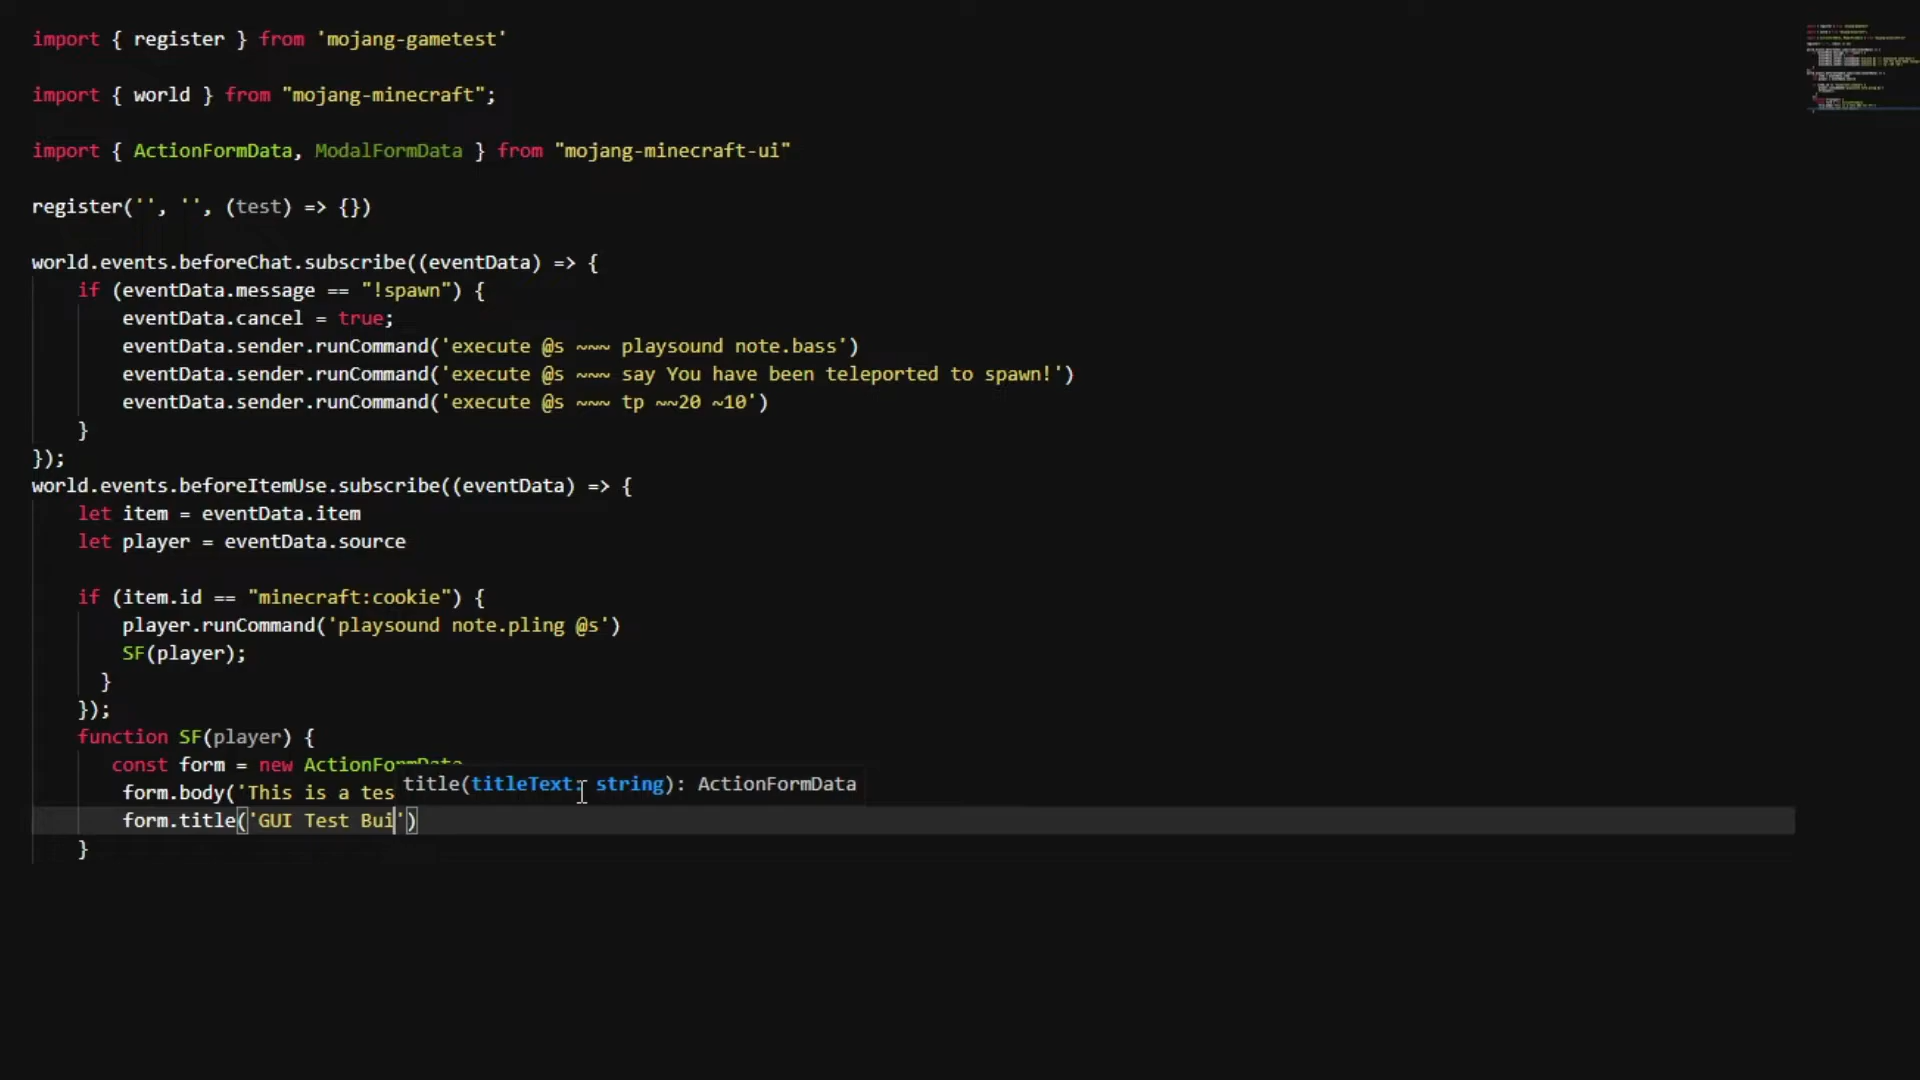 import { register } from 'mojang-gametest'
import { world } from "mojang-minecraft";
import { ActionFormData, ModalFormData } from "mojang-minecraft-ui"
register('', '', (test) => {})
world.events.beforeChat.subscribe((eventData) => {
if (eventData.message == "!spawn") {
eventData.cancel = true;
eventData.sender.runCommand('execute @s ~~~ playsound note.bass')
eventData.sender.runCommand('execute @s ~~~ say You have been teleported to spawn!')
eventData.sender.runCommand('execute @s ~~~ tp ~~20 ~10')
}
});
world.events.beforeItemUse.subscribe((eventData) => {
let item = eventData.item
let player = eventData.source
if (item.id == "minecraft:cookie") {
player.runCommand('playsound note.pling @s')
SF(player);
}
});
function SF(player) {
const form = new ActionFormData
title(titleText: string): ActionFormData
form.body('This is a tes
form.title('GUI Test Bui')
}